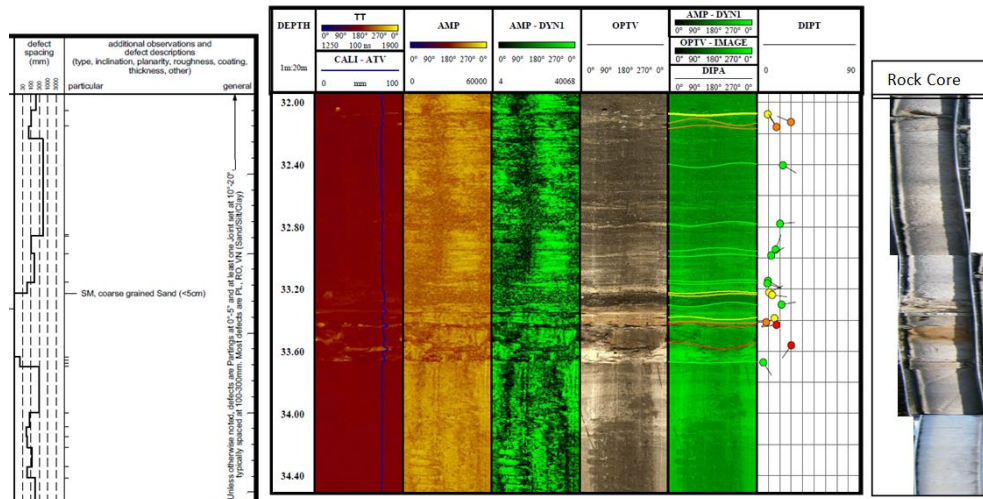 defect
spacing
(mm)
30
100
300
1000
3000
additional observations and
defect descriptions
(type, inclination, planarity, roughness, coating,
thickness, other)
particular
general
SM, coarse grained Sand (<5cm)
Unless otherwise noted, defects are Partings at 0°-5° and at least one Joint set at 10°-20°
typically spaced at 100-300mm. Most defects are PL, RO, VN (Sand/Silt/Clay)
DEPTH
1m:20m
TT
0° 90° 180° 270° 0°
1250 100 ns 1900
CALI - ATV
0 mm 100
AMP
0° 90° 180° 270° 0°
0 60000
AMP - DYN1
0° 90° 180° 270° 0°
4 40068
OPTV
0° 90° 180° 270° 0°
AMP - DYN1
0° 90° 180° 270° 0°
OPTV - IMAGE
0° 90° 180° 270° 0°
DIPA
0° 90° 180° 270° 0°
DIPT
0 90
Rock Core
32.00
32.40
32.80
33.20
33.60
34.00
34.40